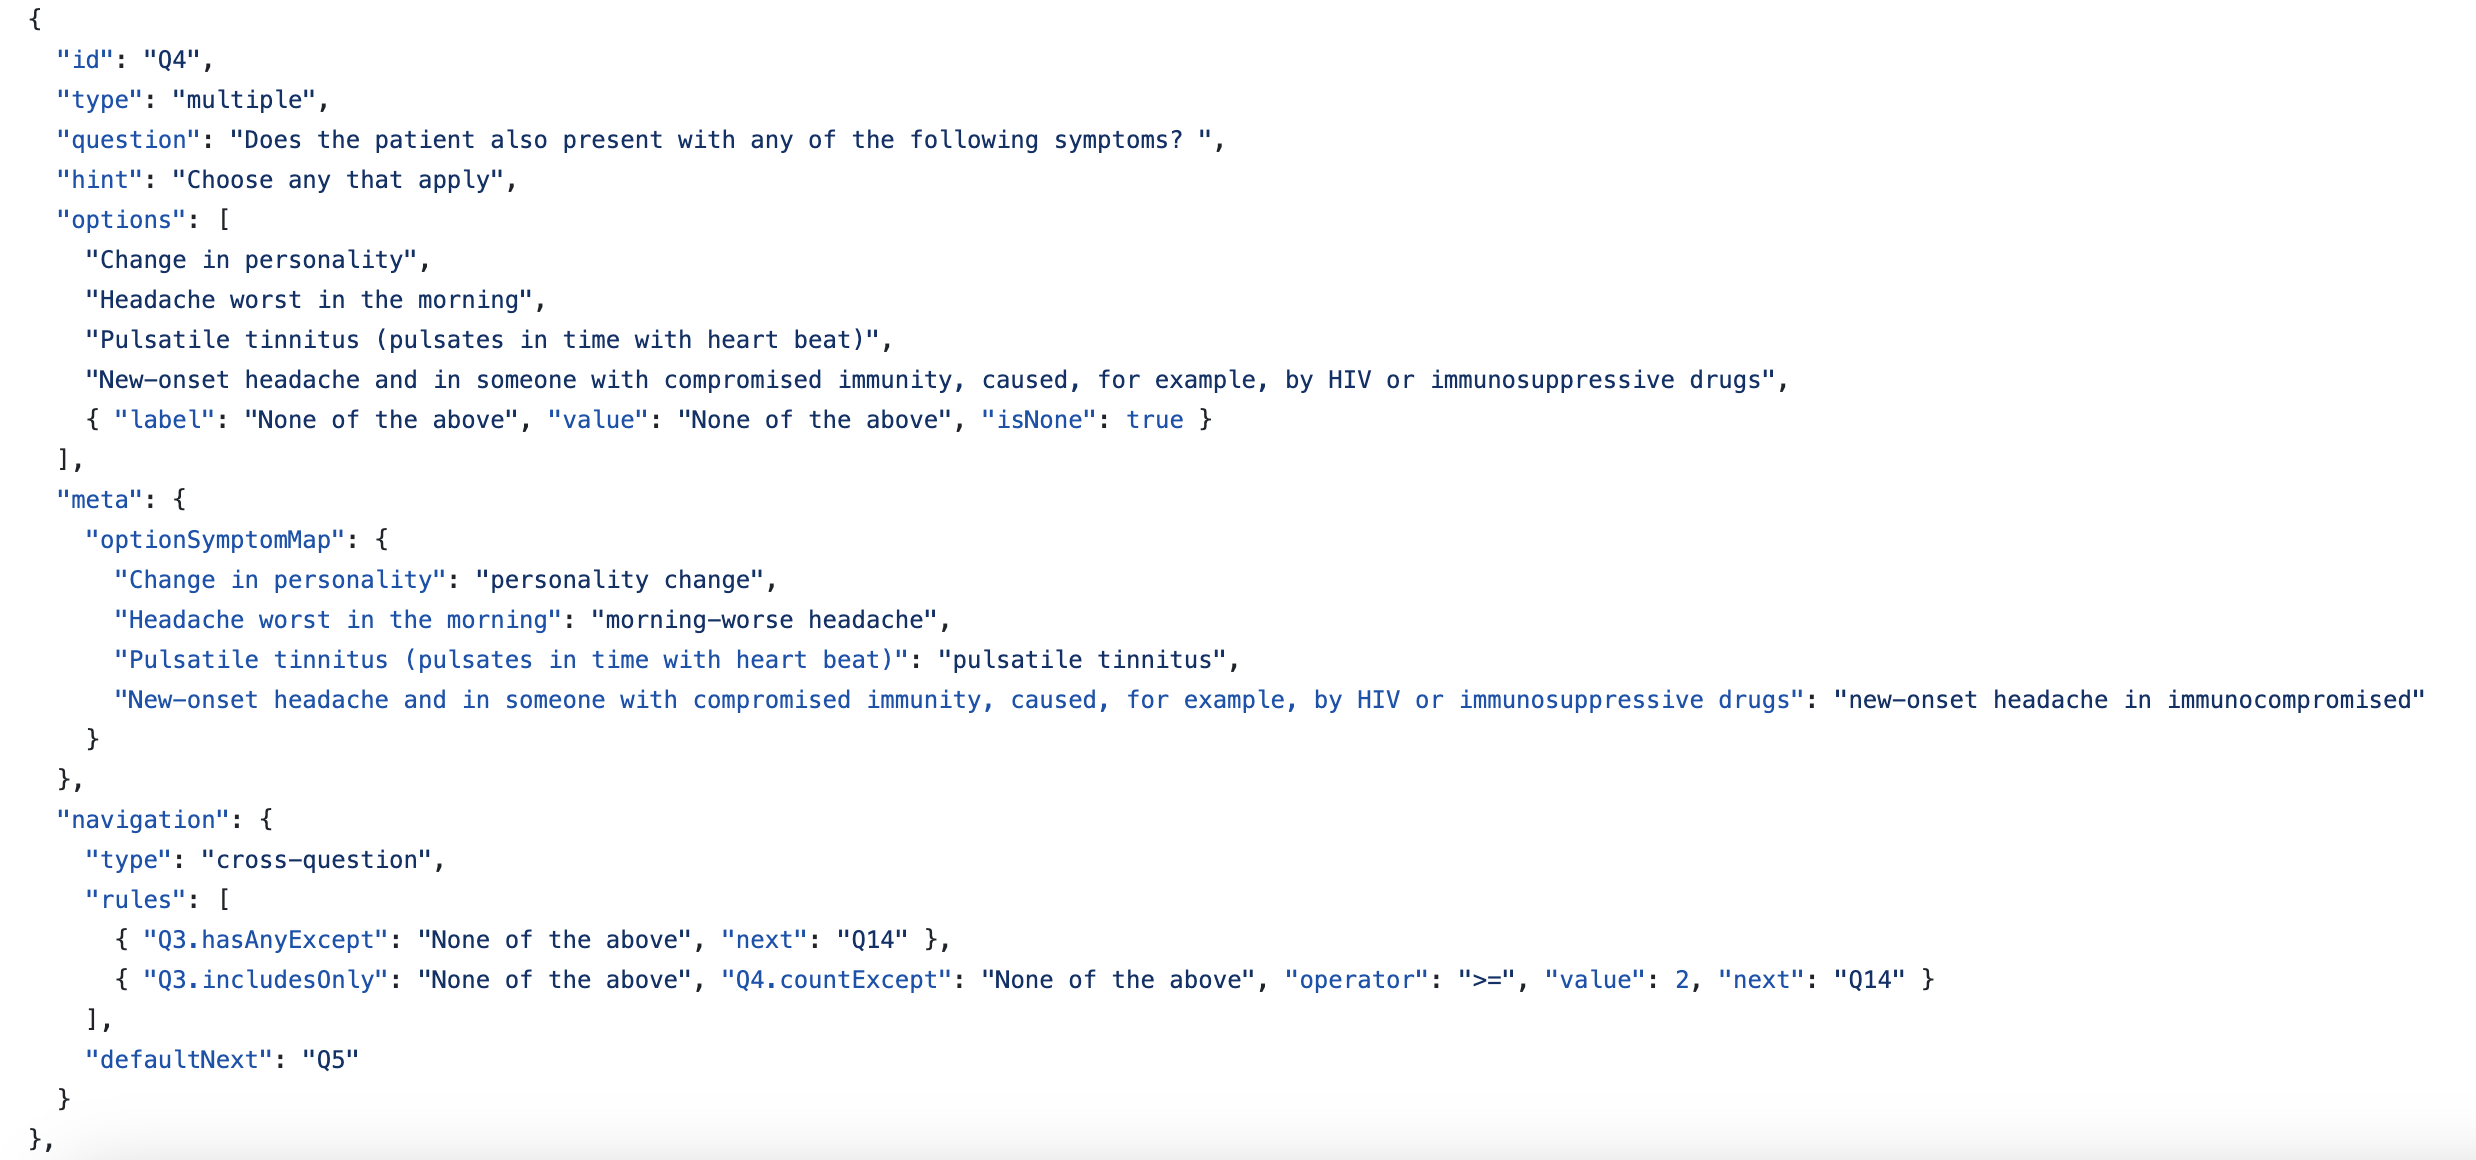 {
  "id": "Q4",
  "type": "multiple",
  "question": "Does the patient also present with any of the following symptoms? ",
  "hint": "Choose any that apply",
  "options": [
    "Change in personality",
    "Headache worst in the morning",
    "Pulsatile tinnitus (pulsates in time with heart beat)",
    "New-onset headache and in someone with compromised immunity, caused, for example, by HIV or immunosuppressive drugs",
    { "label": "None of the above", "value": "None of the above", "isNone": true }
  ],
  "meta": {
    "optionSymptomMap": {
      "Change in personality": "personality change",
      "Headache worst in the morning": "morning-worse headache",
      "Pulsatile tinnitus (pulsates in time with heart beat)": "pulsatile tinnitus",
      "New-onset headache and in someone with compromised immunity, caused, for example, by HIV or immunosuppressive drugs": "new-onset headache in immunocompromised"
    }
  },
  "navigation": {
    "type": "cross-question",
    "rules": [
      { "Q3.hasAnyExcept": "None of the above", "next": "Q14" },
      { "Q3.includesOnly": "None of the above", "Q4.countExcept": "None of the above", "operator": ">=", "value": 2, "next": "Q14" }
    ],
    "defaultNext": "Q5"
  }
},